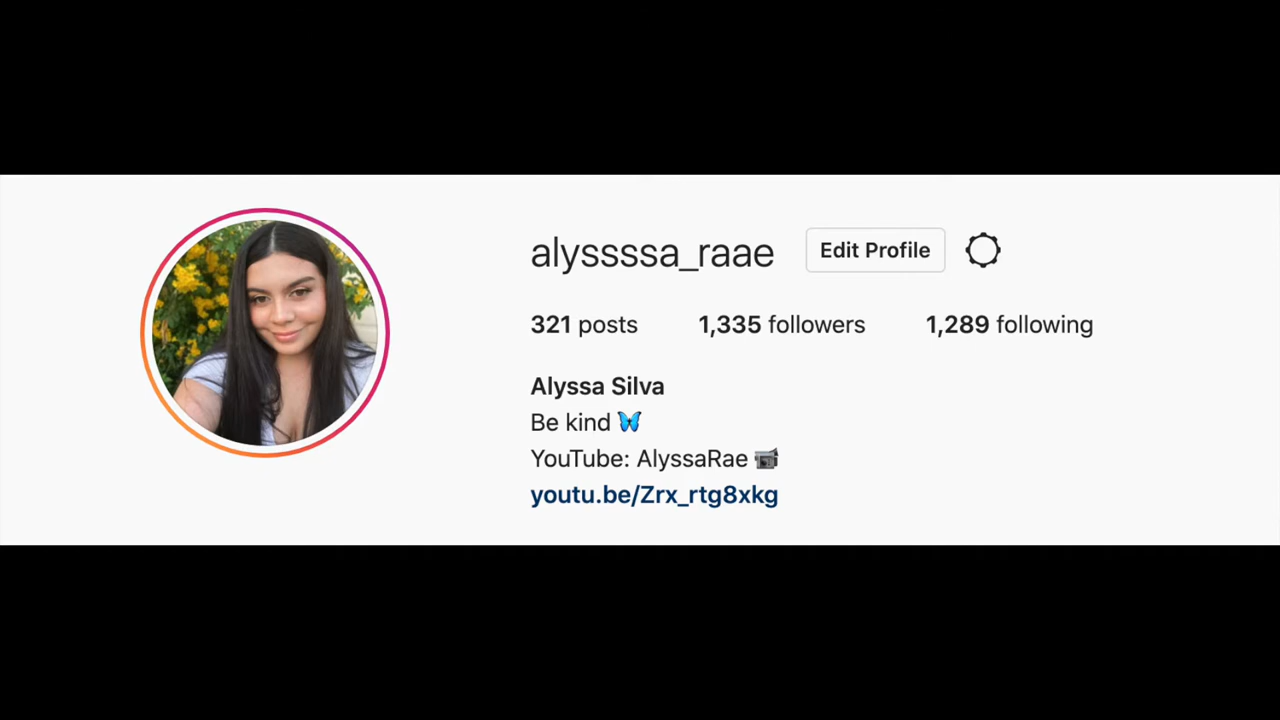 alyssssa_raae Edit Profile
321 posts 1,335 followers 1,289 following
Alyssa Silva
Be kind 🦋
YouTube: AlyssaRae 📹
youtu.be/Zrx_rtg8xkg